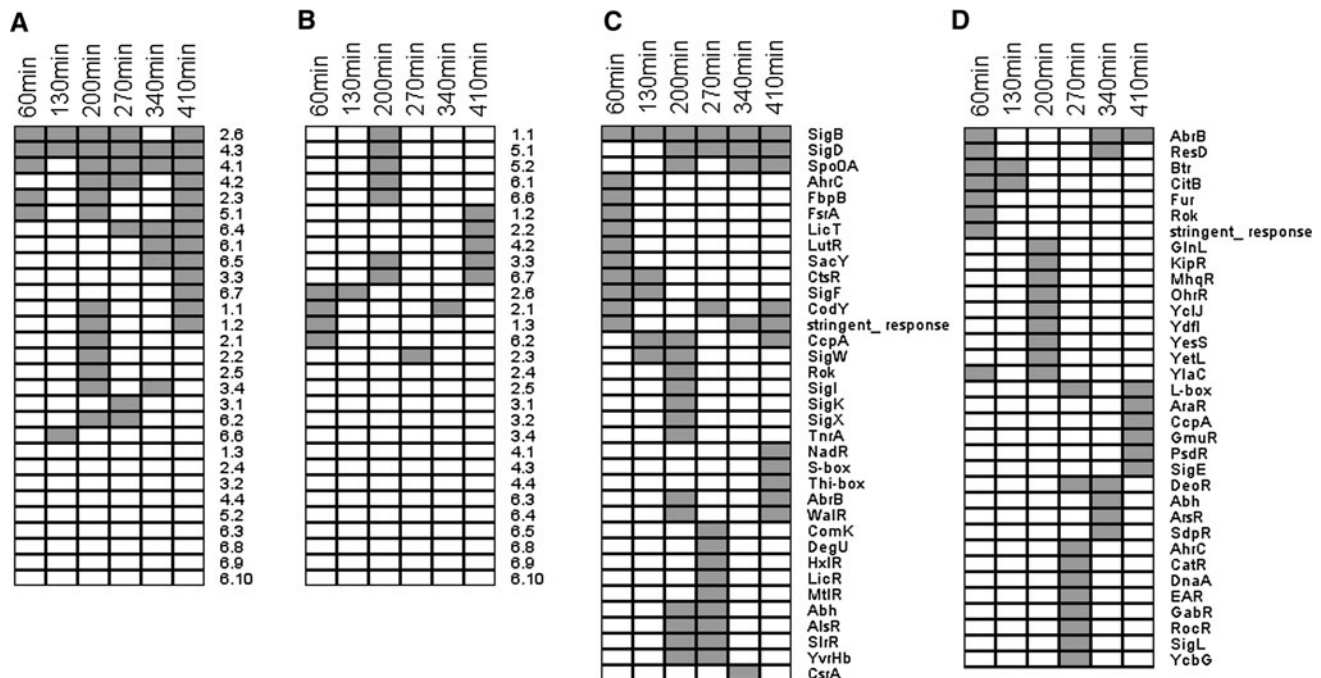 A
60min 130min 200min 270min 340min 410min
2.6
4.3
4.1
4.2
2.3
5.1
6.4
6.1
6.5
3.3
6.7
1.1
1.2
2.1
2.2
2.5
3.4
3.1
6.2
6.6
1.3
2.4
3.2
4.4
5.2
6.3
6.8
6.9
6.10
B
60min 130min 200min 270min 340min 410min
1.1
5.1
5.2
6.1
6.6
1.2
2.2
4.2
3.3
6.7
2.6
2.1
1.3
6.2
2.3
2.4
2.5
3.1
3.2
3.4
4.1
4.3
4.4
6.3
6.4
6.5
6.8
6.9
6.10
C
60min 130min 200min 270min 340min 410min
SigB
SigD
Spo0A
AhrC
FbpB
FsrA
LicT
LutR
SacY
CtsR
SigF
CodY
stringent_ response
CcpA
SigW
Rok
SigI
SigK
SigX
TnrA
NadR
S-box
Thi-box
AbrB
WalR
ComK
DegU
HxlR
LicR
MtlR
Abh
AlsR
SlrR
YvrHb
CsrA
D
60min 130min 200min 270min 340min 410min
AbrB
ResD
Btr
CitB
Fur
Rok
stringent_ response
GlnL
KipR
MhqR
OhrR
YclJ
YdfI
YesS
YetL
YlaC
L-box
AraR
CcpA
GmuR
PsdR
SigE
DeoR
Abh
ArsR
SdpR
AhrC
CatR
DnaA
EAR
GabR
RocR
SigL
YcbG